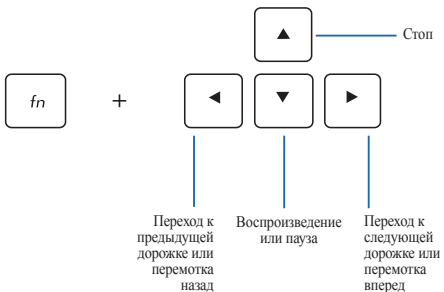 Стоп
fn
+
Переход к
предыдущей
дорожке или
перемотка
назад
Воспроизведение
или пауза
Переход к
следующей
дорожке или
перемотка
вперед